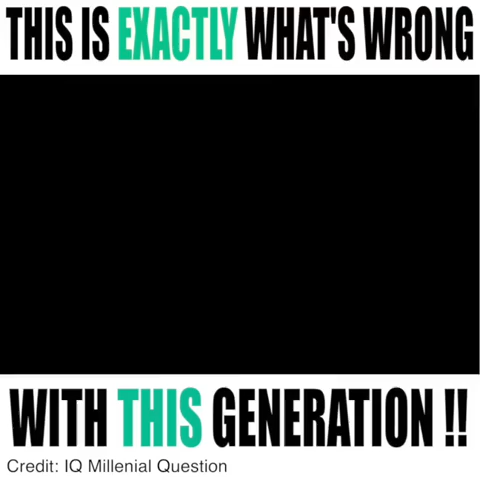 THIS IS EXACTLY WHAT'S WRONG
WITH THIS GENERATION !!
Credit: IQ Millenial Question